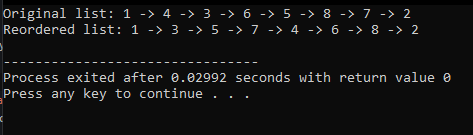 Original list: 1 -> 4 -> 3 -> 6 -> 5 -> 8 -> 7 -> 2
Reordered list: 1 -> 3 -> 5 -> 7 -> 4 -> 6 -> 8 -> 2
--------------------------------
Process exited after 0.02992 seconds with return value 0
Press any key to continue . . .